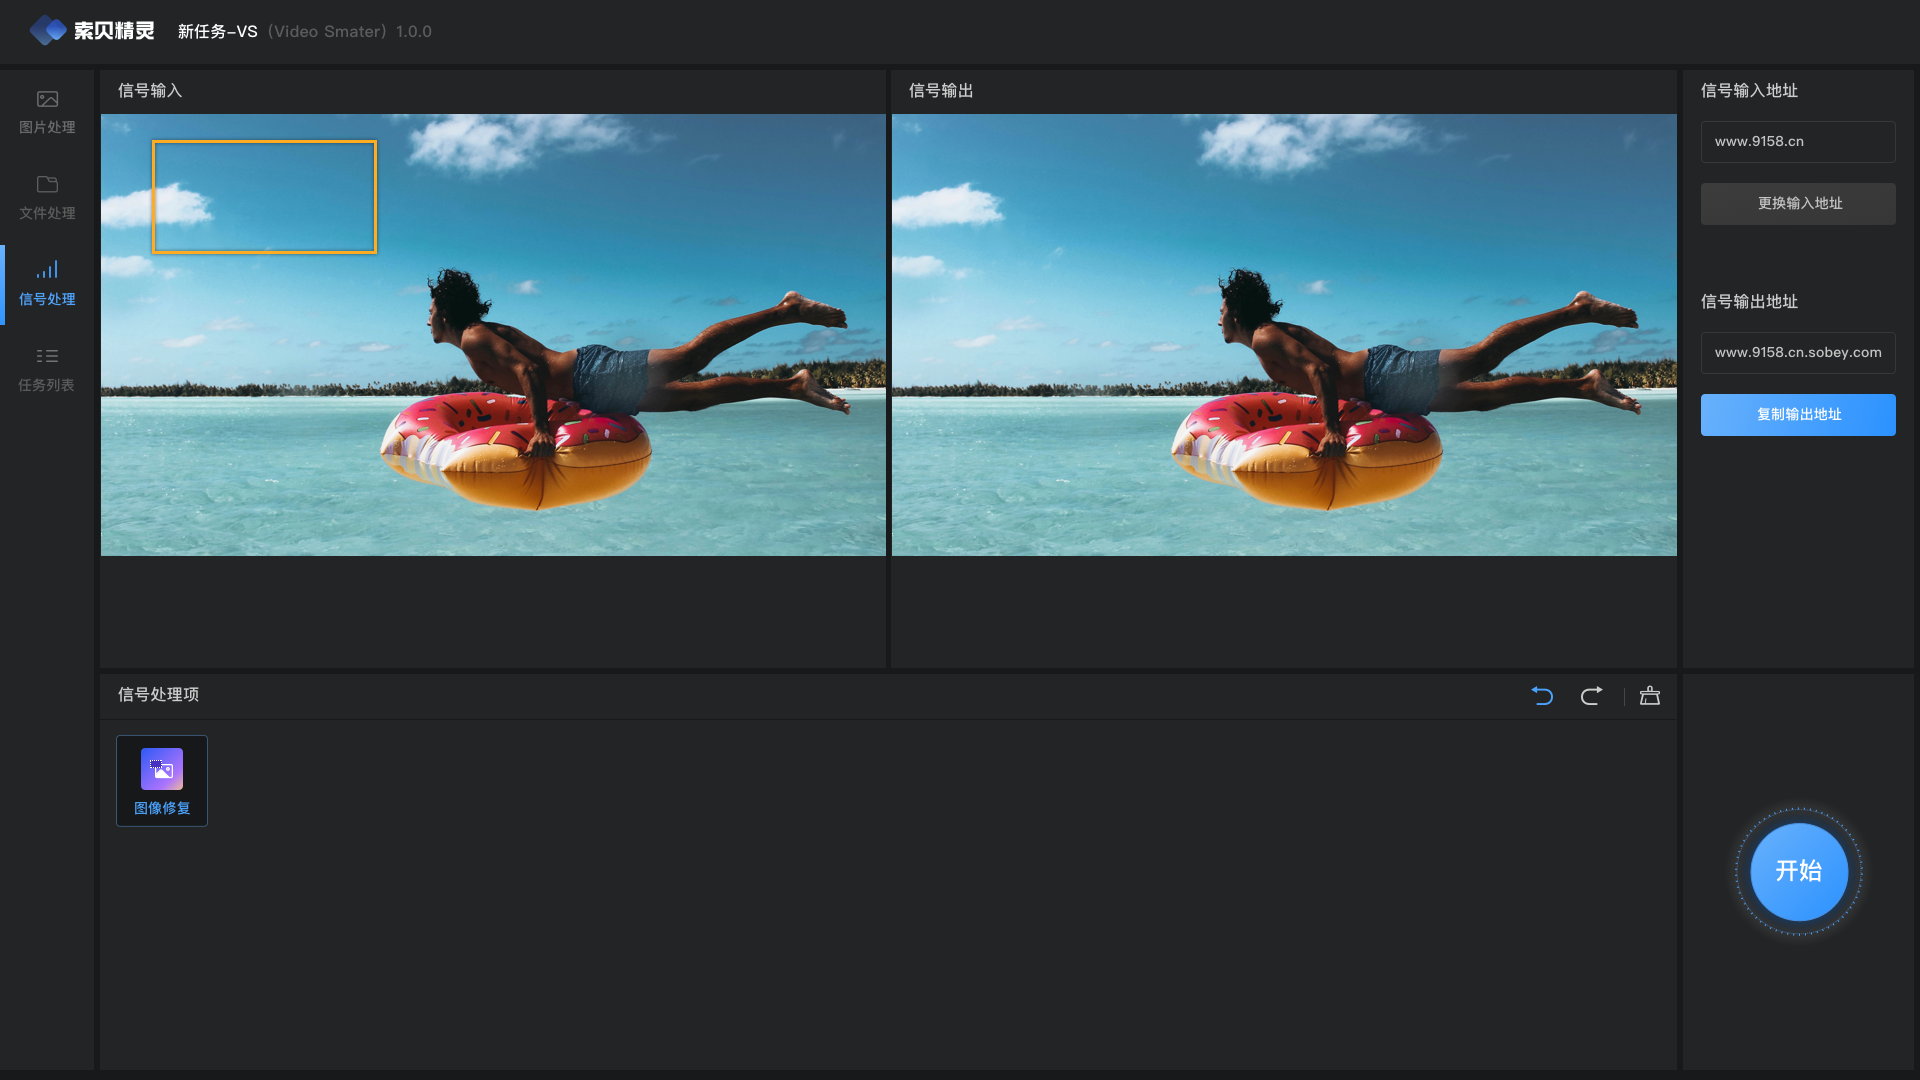 索贝精灵 新任务-VS（Video Smater）1.0.0
图片处理
文件处理
信号处理
任务列表
信号输入
信号输出
信号输入地址
www.9158.cn
更换输入地址
信号输出地址
www.9158.cn.sobey.com
复制输出地址
信号处理项
图像修复
开始